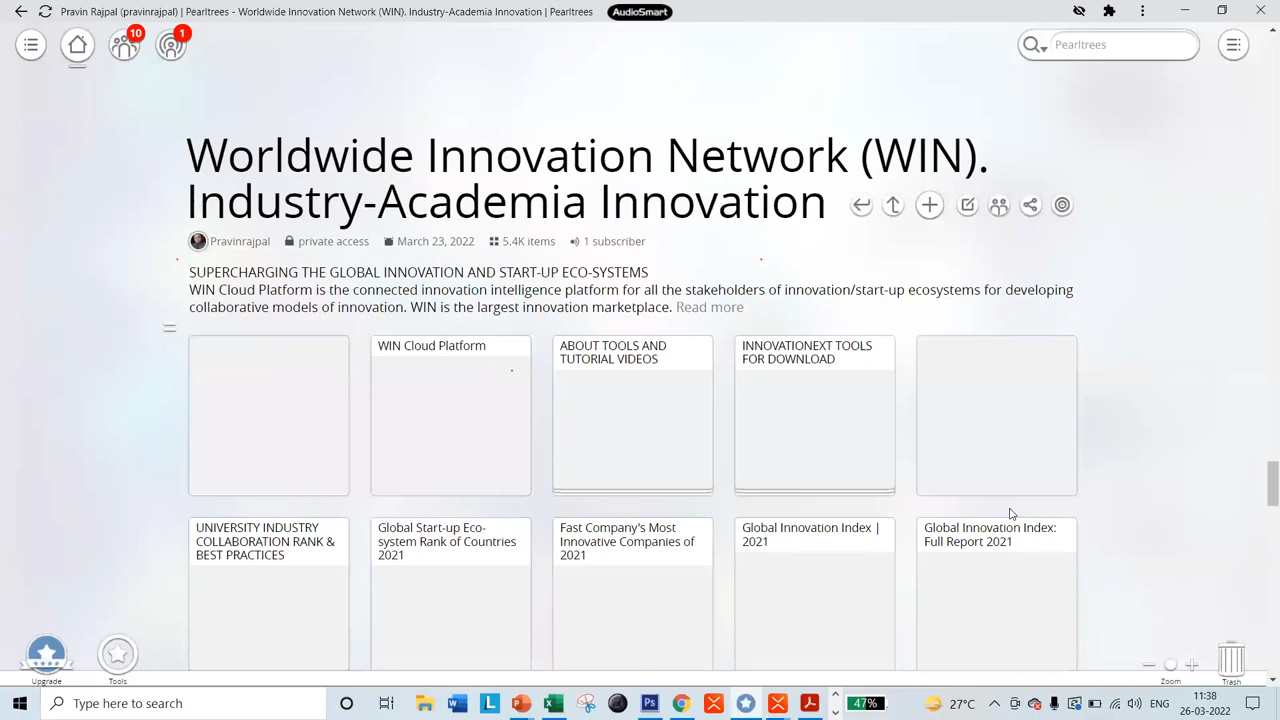 Pravin Rajpal (pravinrajpal) | Pearltrees - Worldwide Innovation Network (WIN). Industry-Academia Innovation | Pearltrees
AudioSmart
10
1
Pearltrees
Worldwide Innovation Network (WIN).
Industry-Academia Innovation
Pravinrajpal private access March 23, 2022 5.4K items 1 subscriber
SUPERCHARGING THE GLOBAL INNOVATION AND START-UP ECO-SYSTEMS
WIN Cloud Platform is the connected innovation intelligence platform for all the stakeholders of innovation/start-up ecosystems for developing
collaborative models of innovation. WIN is the largest innovation marketplace. Read more
WIN Cloud Platform
ABOUT TOOLS AND
TUTORIAL VIDEOS
INNOVATIONEXT TOOLS
FOR DOWNLOAD
UNIVERSITY INDUSTRY
COLLABORATION RANK &
BEST PRACTICES
Global Start-up Eco-
system Rank of Countries
2021
Fast Company's Most
Innovative Companies of
2021
Global Innovation Index |
2021
Global Innovation Index:
Full Report 2021
Upgrade
Tools
Zoom
Trash
Type here to search
47%
27°C
ENG
11:38
26-03-2022